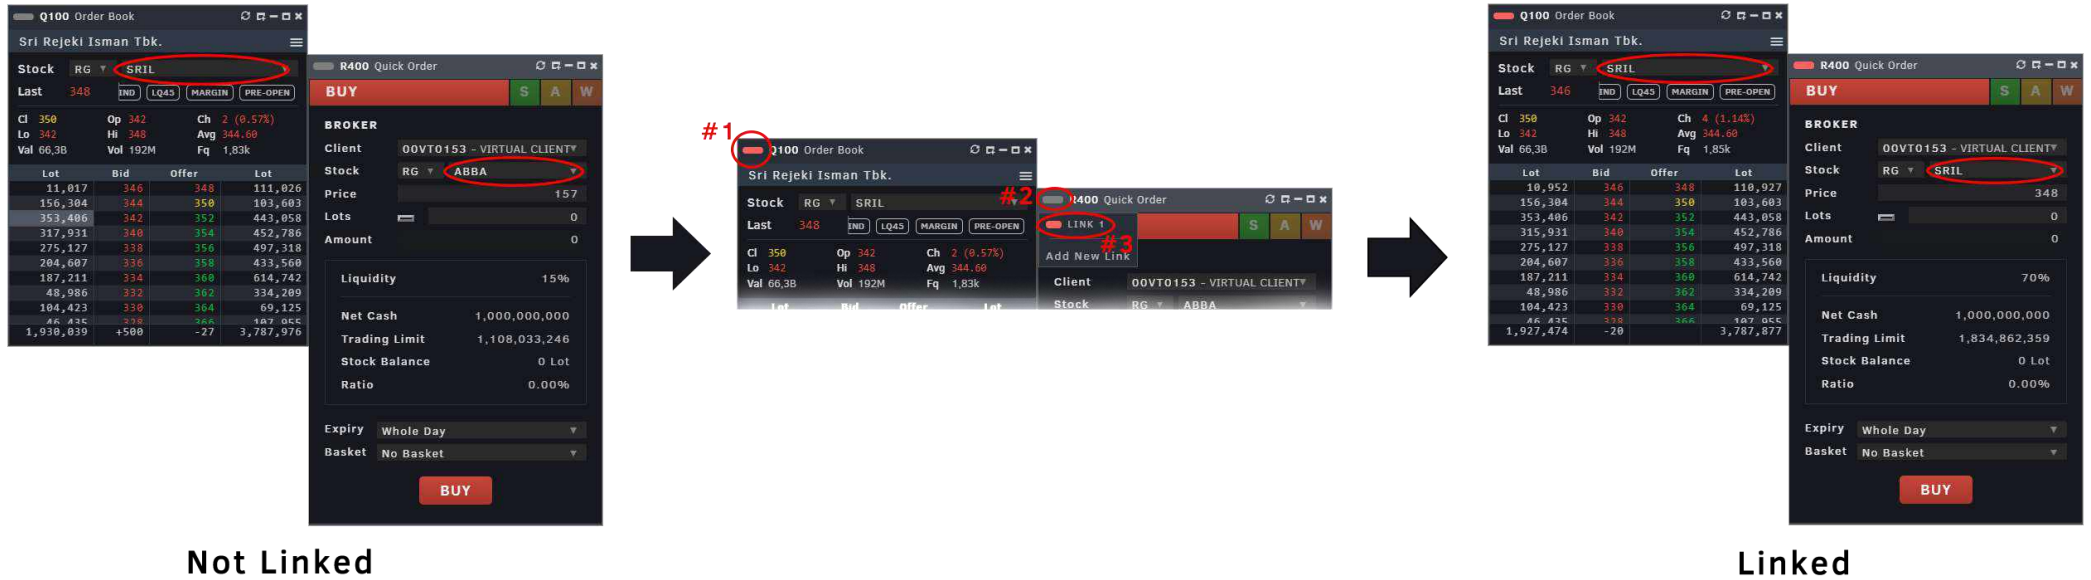 Q100 Order Book
Sri Rejeki Isman Tbk.
Stock RG SRIL
Last 348 IND LQ45 MARGIN PRE-OPEN
Cl 350 Op 342 Ch 2 (0.57%)
Lo 342 Hi 348 Avg 344.60
Val 66,3B Vol 192M Fq 1,83k
Lot Bid Offer Lot
11,017 346 348 111,026
156,304 344 350 103,603
353,406 342 352 443,058
317,931 340 354 452,786
275,127 338 356 497,318
204,607 336 358 433,560
187,211 334 360 614,742
48,986 332 362 334,209
104,423 330 364 69,125
46,435 328 366 107,955
1,930,039 +500 -27 3,787,976
R400 Quick Order
BUY S A W
BROKER
Client 00VT0153 - VIRTUAL CLIENT
Stock RG ABBA
Price 157
Lots 0
Amount 0
Liquidity 15%
Net Cash 1,000,000,000
Trading Limit 1,108,033,246
Stock Balance 0 Lot
Ratio 0.00%
Expiry Whole Day
Basket No Basket
BUY
Not Linked
#1
Q100 Order Book
Sri Rejeki Isman Tbk.
Stock RG SRIL
Last 348 IND LQ45 MARGIN PRE-OPEN
Cl 350 Op 342 Ch 2 (0.57%)
Lo 342 Hi 348 Avg 344.60
Val 66,3B Vol 192M Fq 1,83k
Lot Bid Offer Lot
#2
R400 Quick Order
LINK 1
S A W
#3
Add New Link
Client 00VT0153 - VIRTUAL CLIENT
Stock RG ABBA
Q100 Order Book
Sri Rejeki Isman Tbk.
Stock RG SRIL
Last 346 IND LQ45 MARGIN PRE-OPEN
Cl 350 Op 342 Ch 4 (1.14%)
Lo 342 Hi 348 Avg 344.60
Val 66,3B Vol 192M Fq 1,85k
Lot Bid Offer Lot
10,952 346 348 110,927
156,304 344 350 103,603
353,406 342 352 443,058
315,931 340 354 452,786
275,127 338 356 497,318
204,607 336 358 433,560
187,211 334 360 614,742
48,986 332 362 334,209
104,423 330 364 69,125
46,435 328 366 107,955
1,927,474 -20 3,787,877
R400 Quick Order
BUY S A W
BROKER
Client 00VT0153 - VIRTUAL CLIENT
Stock RG SRIL
Price 348
Lots 0
Amount 0
Liquidity 70%
Net Cash 1,000,000,000
Trading Limit 1,834,862,359
Stock Balance 0 Lot
Ratio 0.00%
Expiry Whole Day
Basket No Basket
BUY
Linked